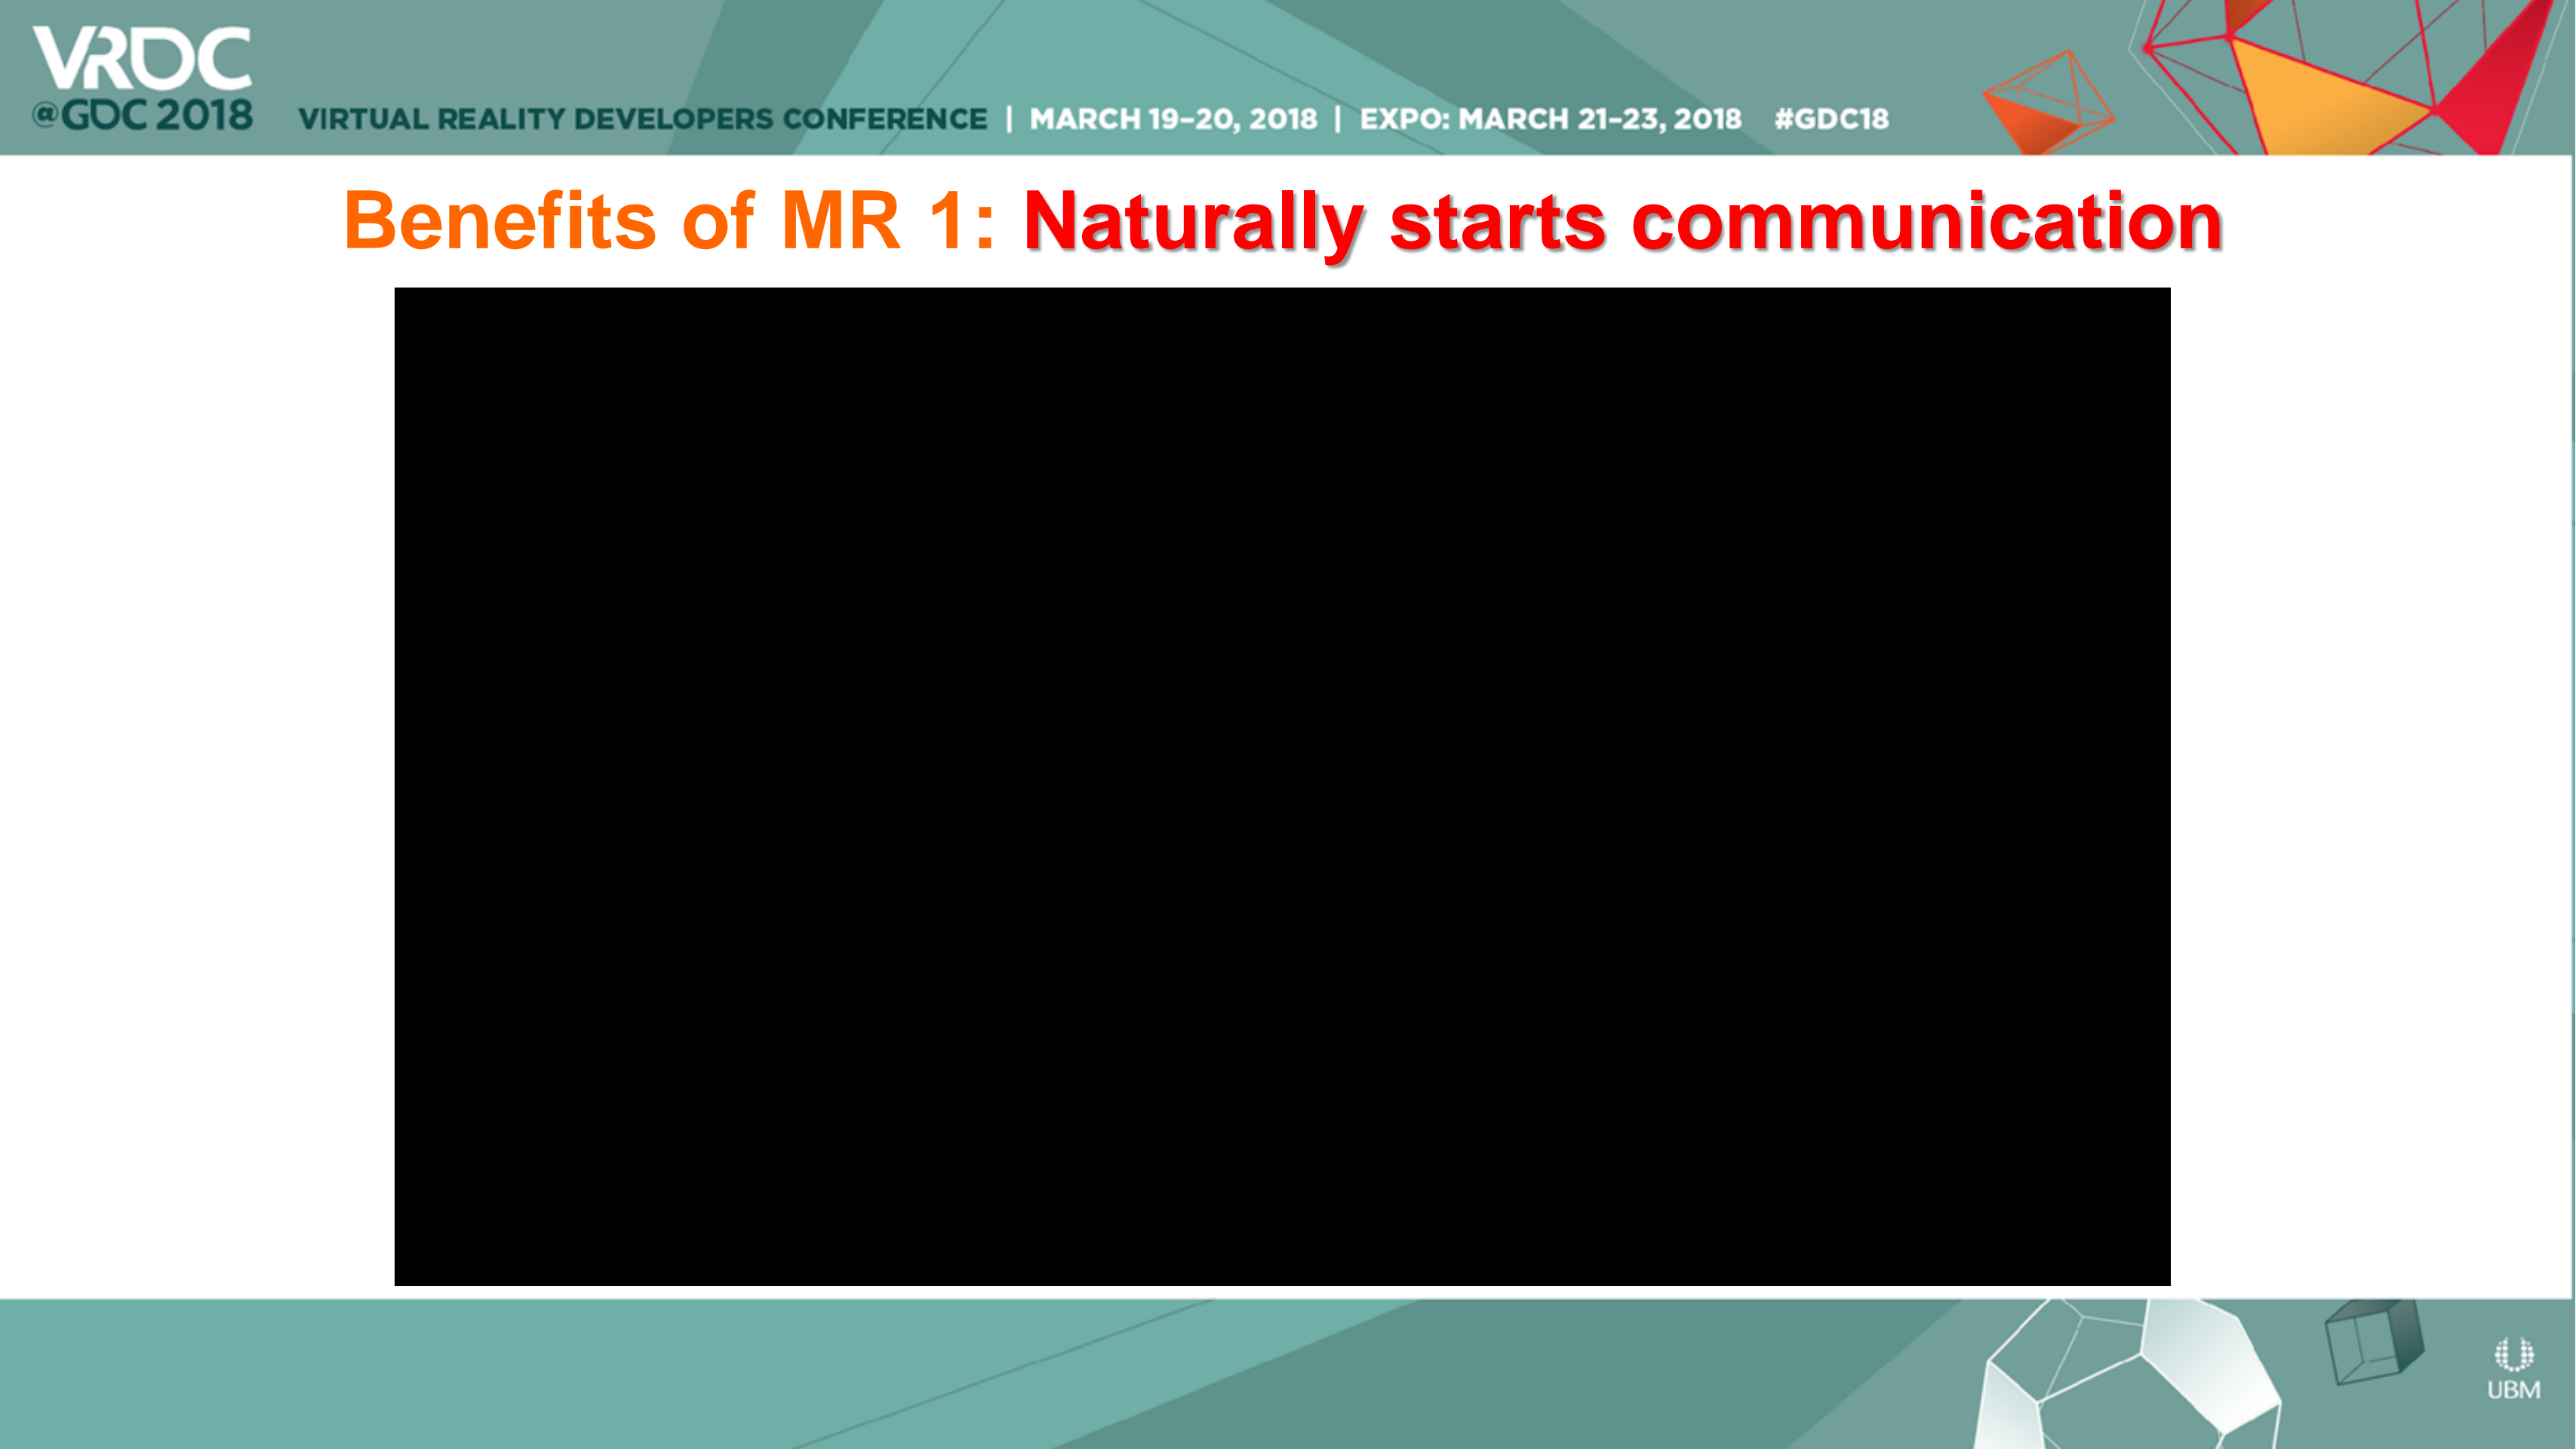 VRDC
@GDC 2018
VIRTUAL REALITY DEVELOPERS CONFERENCE | MARCH 19–20, 2018 | EXPO: MARCH 21–23, 2018 #GDC18
Benefits of MR 1: Naturally starts communication
UBM